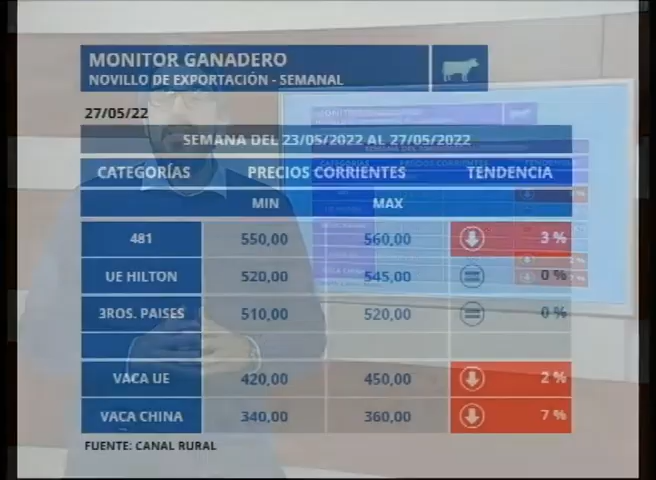 MONITOR GANADERO
NOVILLO DE EXPORTACIÓN - SEMANAL
27/05/22
SEMANA DEL 23/05/2022 AL 27/05/2022
CATEGORÍAS PRECIOS CORRIENTES TENDENCIA
MIN MAX
481 550,00 560,00 3 %
UE HILTON 520,00 545,00 0 %
3ROS. PAISES 510,00 520,00 0 %
VACA UE 420,00 450,00 2 %
VACA CHINA 340,00 360,00 7 %
FUENTE: CANAL RURAL